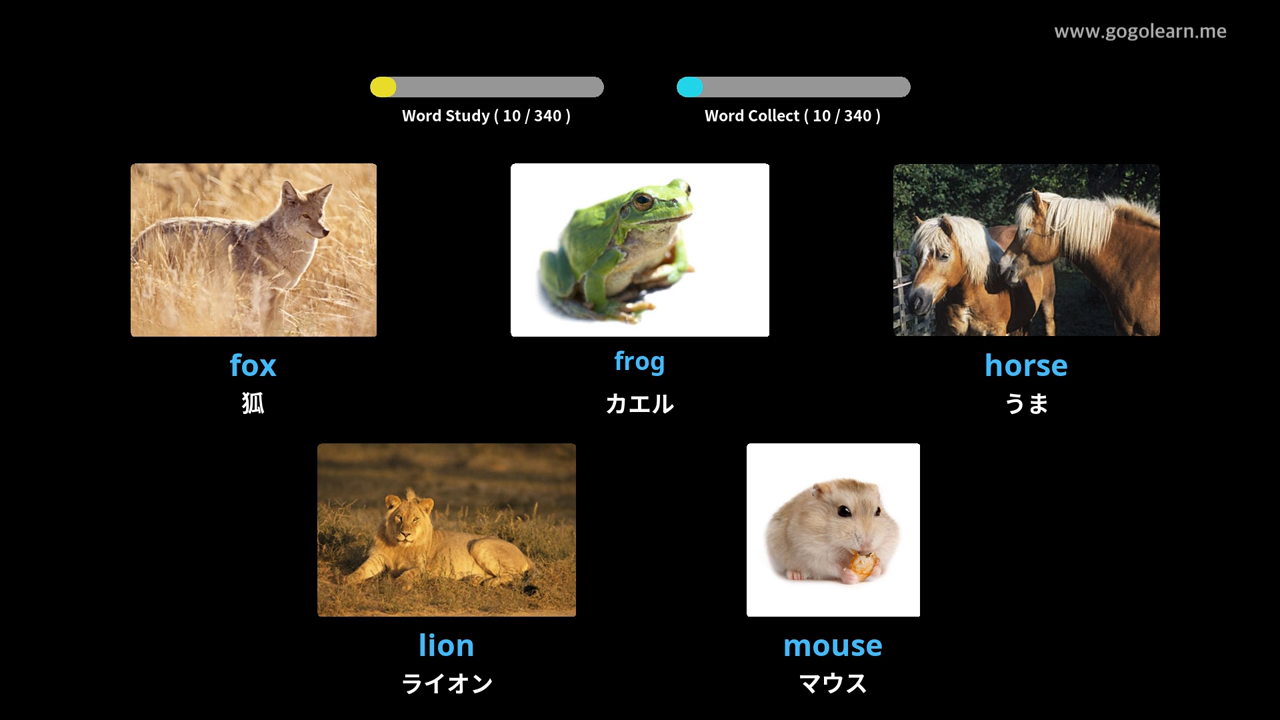 www.gogolearn.me
Word Study ( 10 / 340 )
Word Collect ( 10 / 340 )
fox
狐
frog
カエル
horse
うま
lion
ライオン
mouse
マウス